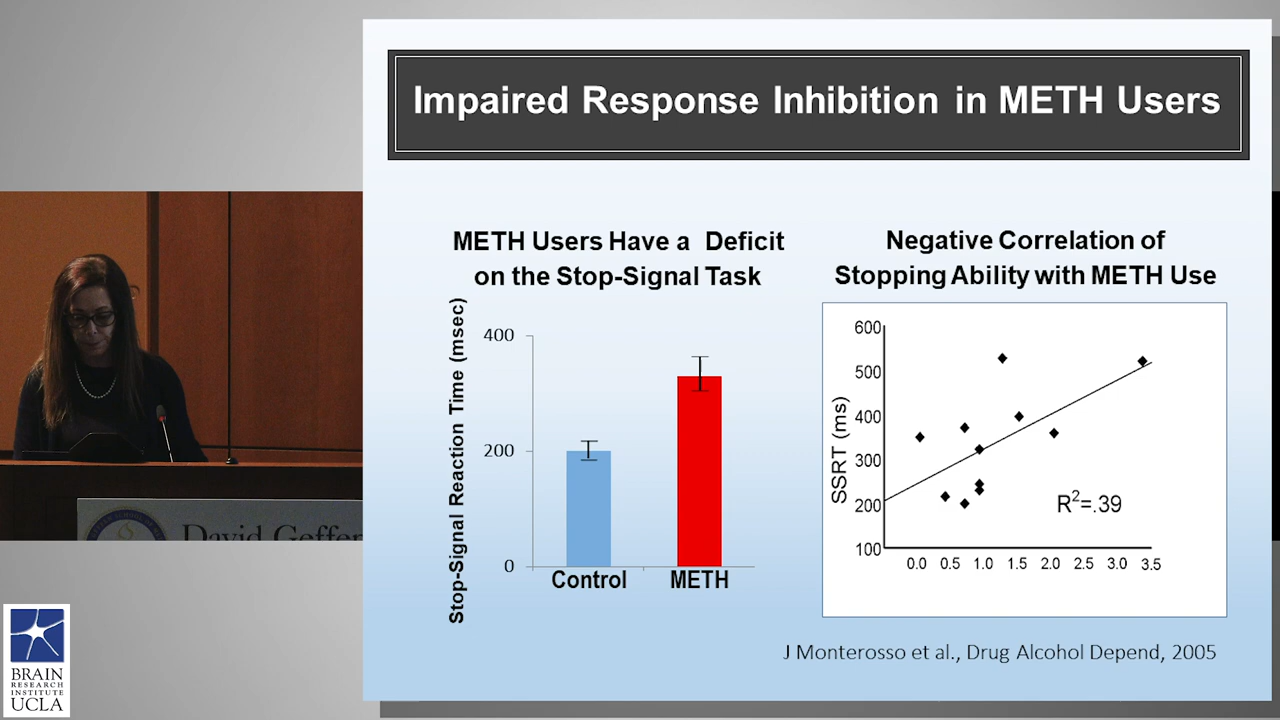 Impaired Response Inhibition in METH Users
METH Users Have a Deficit
on the Stop-Signal Task
Stop-Signal Reaction Time (msec)
400
200
0
Control METH
Negative Correlation of
Stopping Ability with METH Use
SSRT (ms)
600
500
400
300
200
100
R²=.39
0.0 0.5 1.0 1.5 2.0 2.5 3.0 3.5
J Monterosso et al., Drug Alcohol Depend, 2005
David Geffen
BRAIN
RESEARCH
INSTITUTE
UCLA